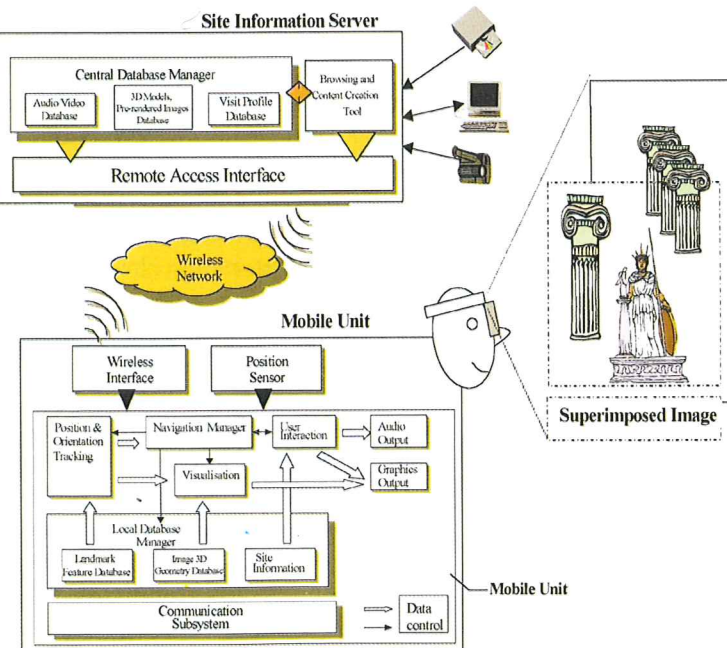 Site Information Server
Central Database Manager
Audio Video
Database
3D Models,
Pre-rendered Images
Database
Visit Profile
Database
Browsing and
Content Creation
Tool
Remote Access Interface
Wireless
Network
Mobile Unit
Wireless
Interface
Position
Sensor
Position &
Orientation
Tracking
Navigation Manager
User
Interaction
Audio
Output
Visualisation
Graphics
Output
Local Database
Manager
Landmark
Feature Database
Image 3D
Geometry Database
Site
Information
Communication
Subsystem
Data
control
Mobile Unit
Superimposed Image